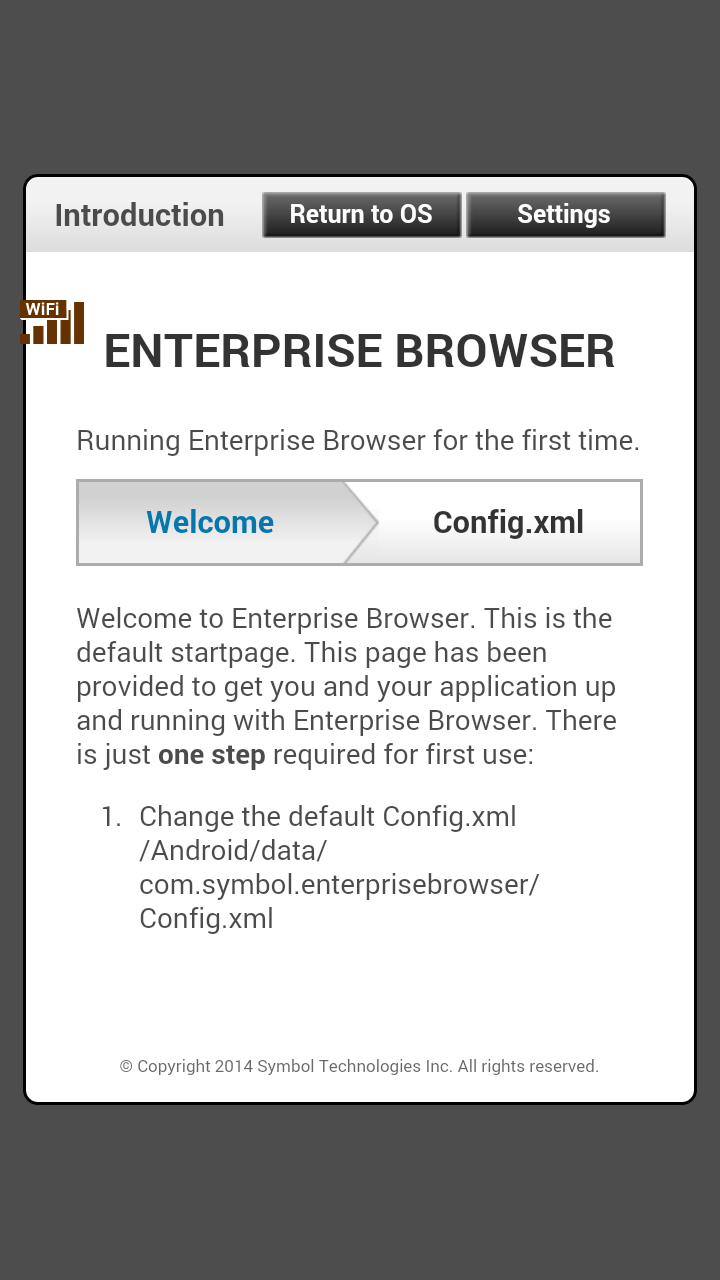 Introduction
Return to OS
Settings
WiFi
ENTERPRISE BROWSER
Running Enterprise Browser for the first time.
Welcome
Config.xml
Welcome to Enterprise Browser. This is the
default startpage. This page has been
provided to get you and your application up
and running with Enterprise Browser. There
is just one step required for first use:
1. Change the default Config.xml
/Android/data/
com.symbol.enterprisebrowser/
Config.xml
© Copyright 2014 Symbol Technologies Inc. All rights reserved.